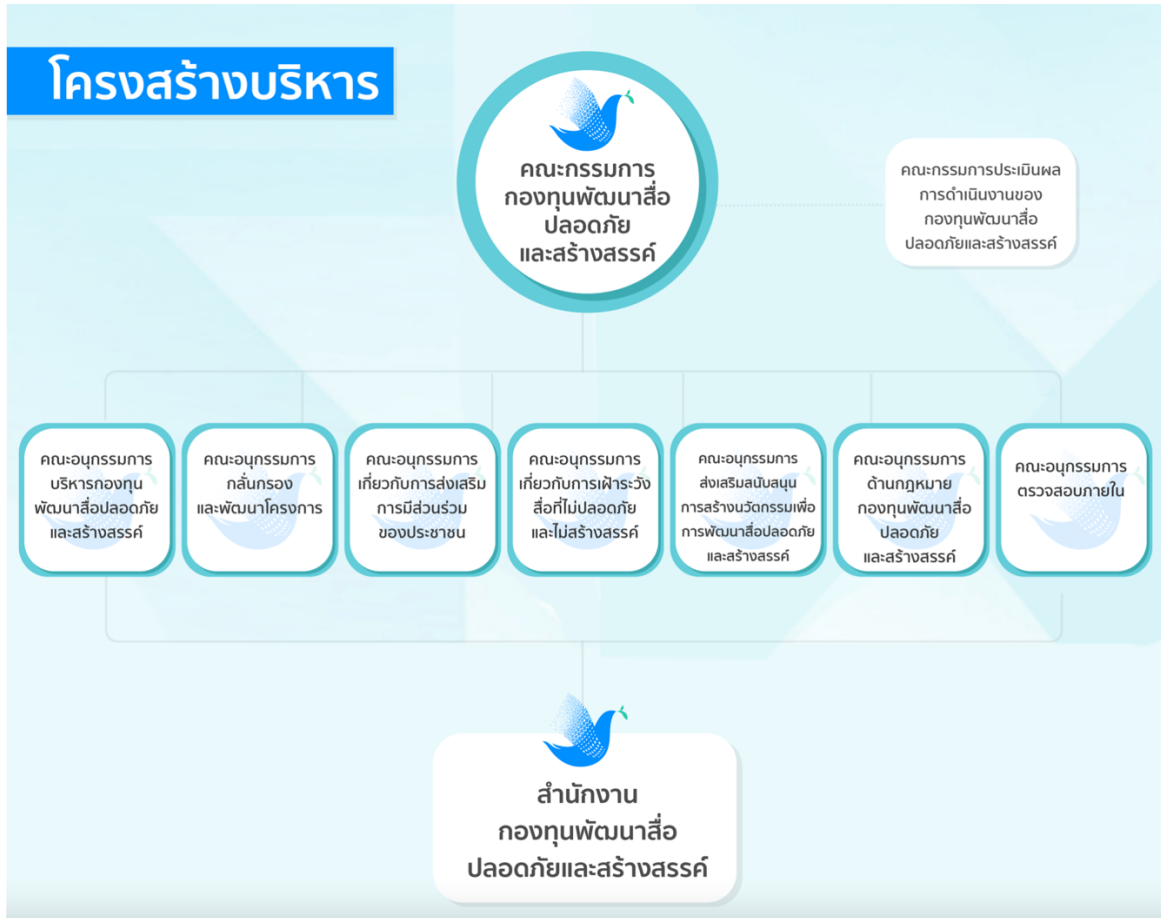 โครงสร้างบริหาร
คณะกรรมการ
กองทุนพัฒนาสื่อ
ปลอดภัย
และสร้างสรรค์
คณะกรรมการประเมินผล
การดำเนินงานของ
กองทุนพัฒนาสื่อ
ปลอดภัยและสร้างสรรค์
คณะอนุกรรมการ
บริหารกองทุน
พัฒนาสื่อปลอดภัย
และสร้างสรรค์
คณะอนุกรรมการ
กลั่นกรอง
และพัฒนาโครงการ
คณะอนุกรรมการ
เกี่ยวกับการส่งเสริม
การมีส่วนร่วม
ของประชาชน
คณะอนุกรรมการ
เกี่ยวกับการเฝ้าระวัง
สื่อที่ไม่ปลอดภัย
และไม่สร้างสรรค์
คณะอนุกรรมการ
ส่งเสริมสนับสนุน
การสร้างนวัตกรรมเพื่อ
การพัฒนาสื่อปลอดภัย
และสร้างสรรค์
คณะอนุกรรมการ
ด้านกฎหมาย
กองทุนพัฒนาสื่อ
ปลอดภัย
และสร้างสรรค์
คณะอนุกรรมการ
ตรวจสอบภายใน
สำนักงาน
กองทุนพัฒนาสื่อ
ปลอดภัยและสร้างสรรค์